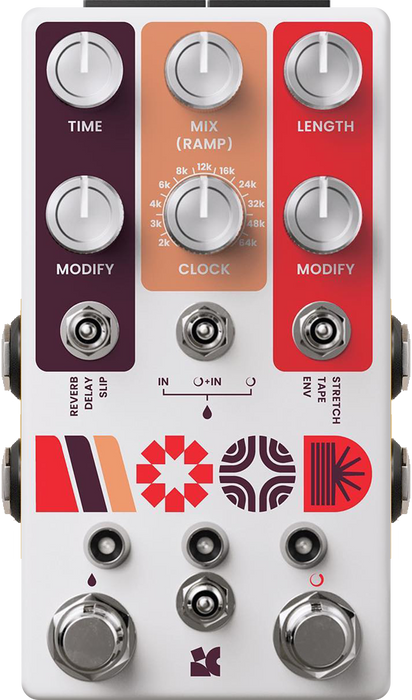 TIME
MIX
(RAMP)
LENGTH
2k 3k 4k 6k 8k 12k 16k 24k 32k 48k 64k
MODIFY
CLOCK
MODIFY
REVERB
DELAY
SLIP
IN
+IN
STRETCH
TAPE
ENV